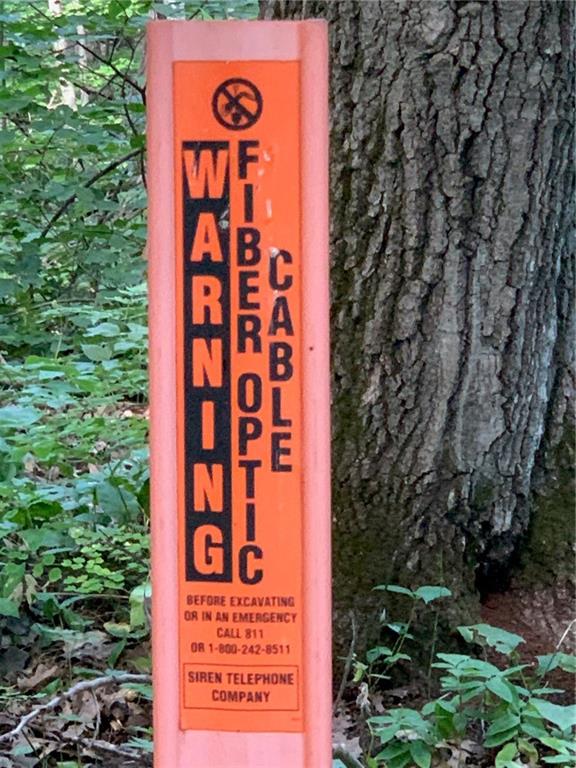 WARNING
FIBER OPTIC
CABLE
BEFORE EXCAVATING
OR IN AN EMERGENCY
CALL 811
OR 1-800-242-8511
SIREN TELEPHONE
COMPANY